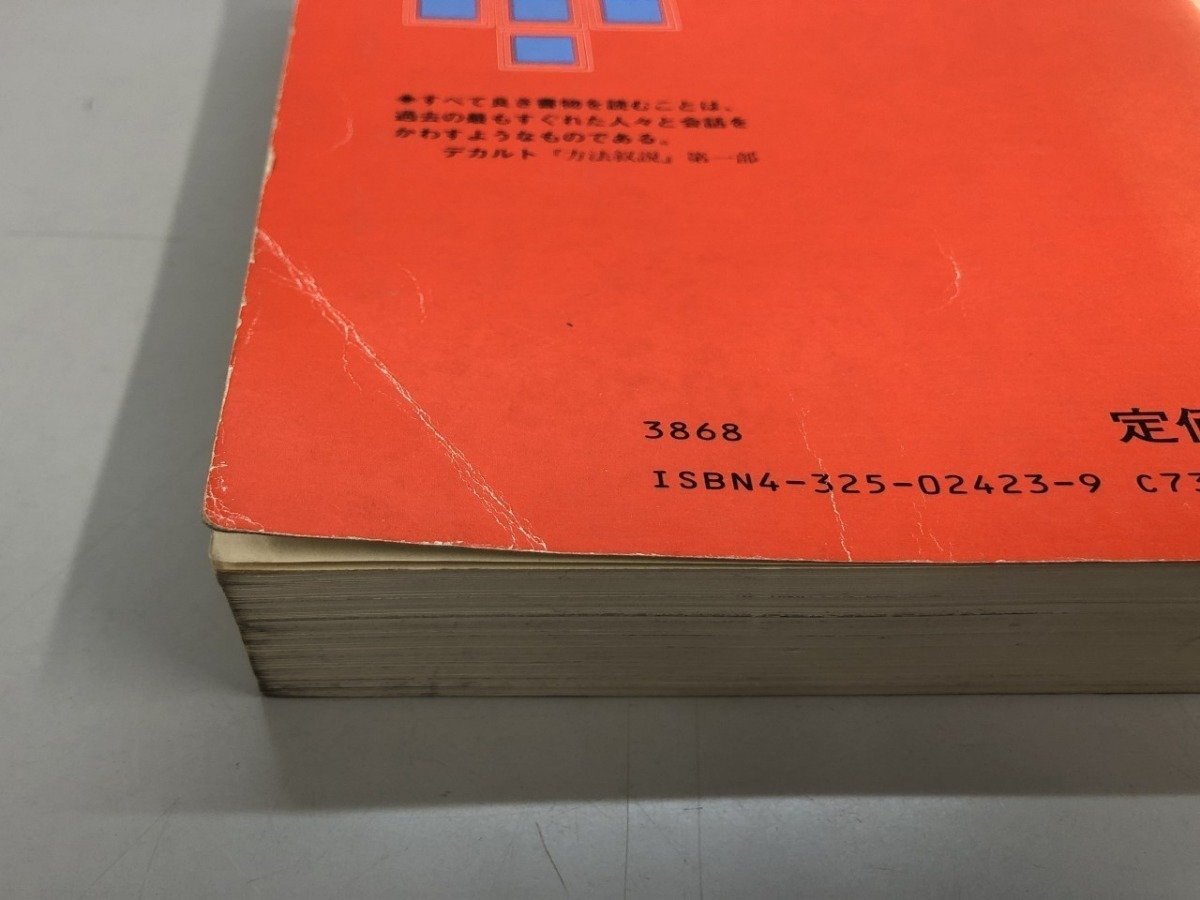 ●すべて良き書物を読むことは、
過去の最もすぐれた人々と会話を
かわすようなものである。
デカルト『方法叙説』第一部
3868
定価
ISBN4-325-02423-9 C73